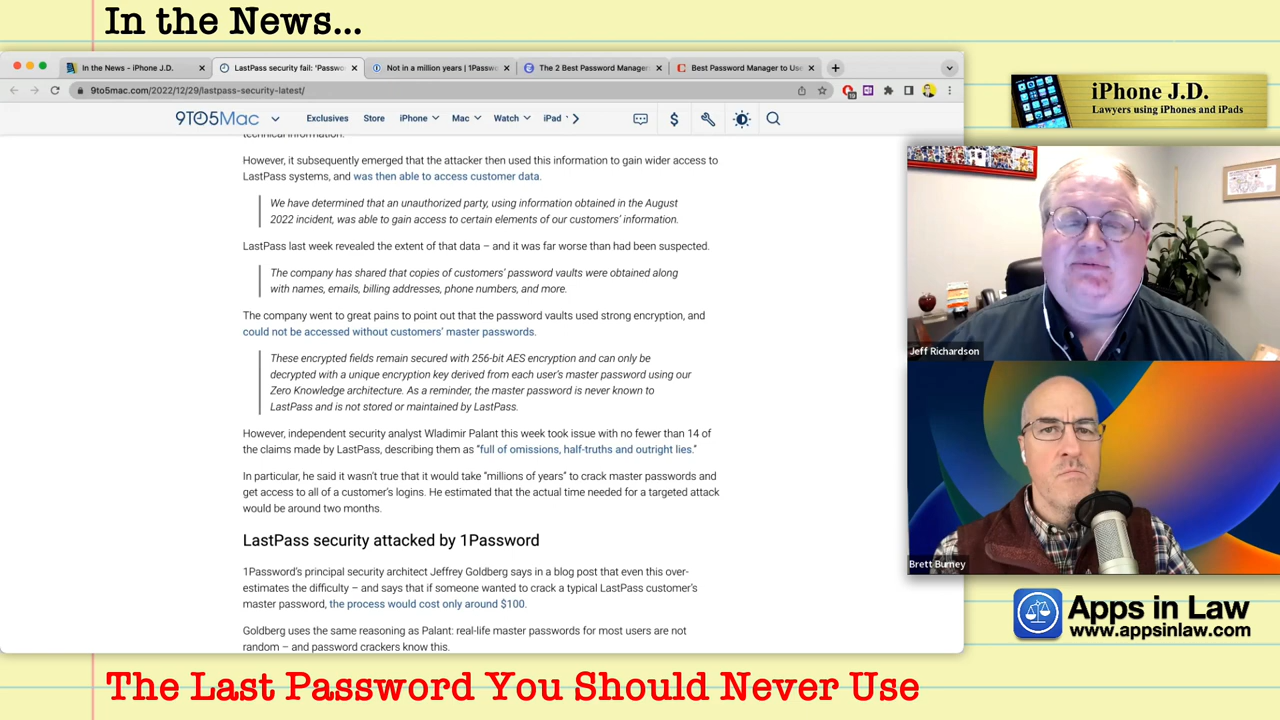 In the News...
In the News - iPhone J.D.
LastPass security fail: 'Passwo
Not in a million years | 1Passwo
The 2 Best Password Manager
Best Password Manager to Use
9to5mac.com/2022/12/29/lastpass-security-latest/
9TO5Mac
Exclusives
Store
iPhone
Mac
Watch
iPad
technical information.
However, it subsequently emerged that the attacker then used this information to gain wider access to
LastPass systems, and was then able to access customer data.
We have determined that an unauthorized party, using information obtained in the August
2022 incident, was able to gain access to certain elements of our customers' information.
LastPass last week revealed the extent of that data – and it was far worse than had been suspected.
The company has shared that copies of customers' password vaults were obtained along
with names, emails, billing addresses, phone numbers, and more.
The company went to great pains to point out that the password vaults used strong encryption, and
could not be accessed without customers' master passwords.
These encrypted fields remain secured with 256-bit AES encryption and can only be
decrypted with a unique encryption key derived from each user's master password using our
Zero Knowledge architecture. As a reminder, the master password is never known to
LastPass and is not stored or maintained by LastPass.
However, independent security analyst Wladimir Palant this week took issue with no fewer than 14 of
the claims made by LastPass, describing them as "full of omissions, half-truths and outright lies."
In particular, he said it wasn't true that it would take "millions of years" to crack master passwords and
get access to all of a customer's logins. He estimated that the actual time needed for a targeted attack
would be around two months.
LastPass security attacked by 1Password
1Password's principal security architect Jeffrey Goldberg says in a blog post that even this over-
estimates the difficulty – and says that if someone wanted to crack a typical LastPass customer's
master password, the process would cost only around $100.
Goldberg uses the same reasoning as Palant: real-life master passwords for most users are not
random – and password crackers know this.
iPhone J.D.
Lawyers using iPhones and iPads
Jeff Richardson
Brett Burney
Apps in Law
www.appsinlaw.com
The Last Password You Should Never Use